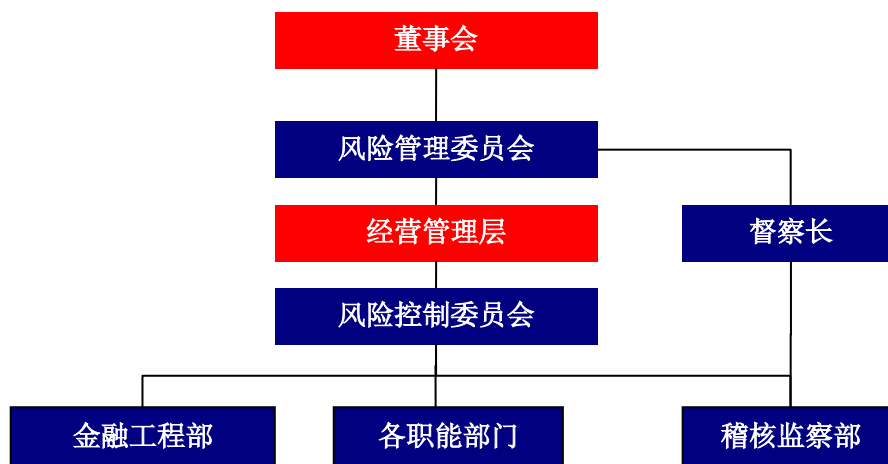 董事会
风险管理委员会
经营管理层
督察长
风险控制委员会
金融工程部
各职能部门
稽核监察部